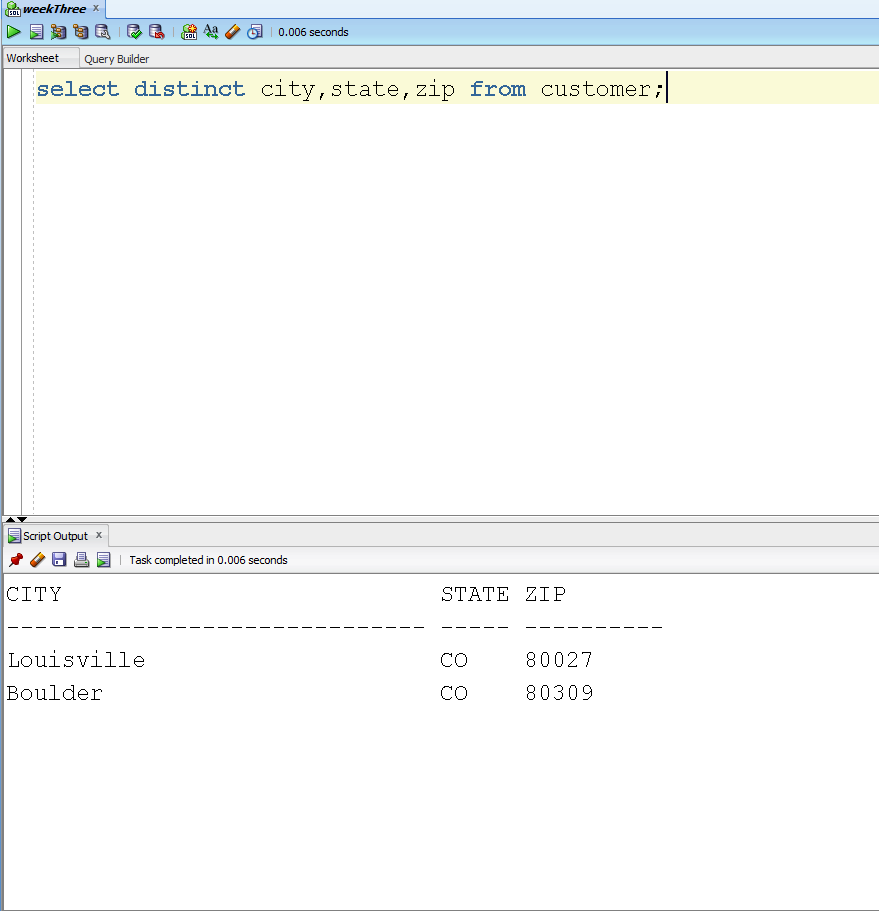 weekThree x
0.006 seconds
Worksheet Query Builder
select distinct city,state,zip from customer;
Script Output x
Task completed in 0.006 seconds
CITY STATE ZIP
------------------------------ ----- ----------
Louisville CO 80027
Boulder CO 80309